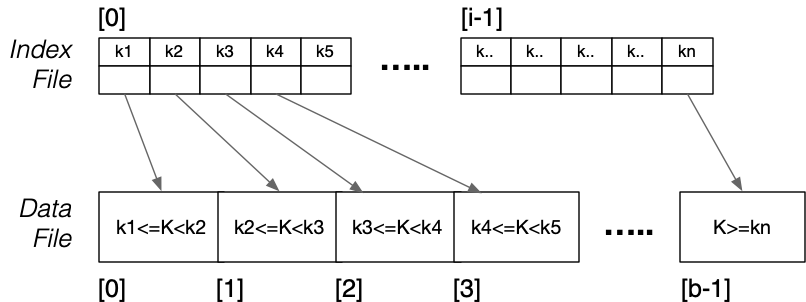 [0] [i-1]
Index File k1 k2 k3 k4 k5 ..... k.. k.. k.. k.. kn
Data File k1<=K<k2 k2<=K<k3 k3<=K<k4 k4<=K<k5 ..... K>=kn
[0] [1] [2] [3] [b-1]